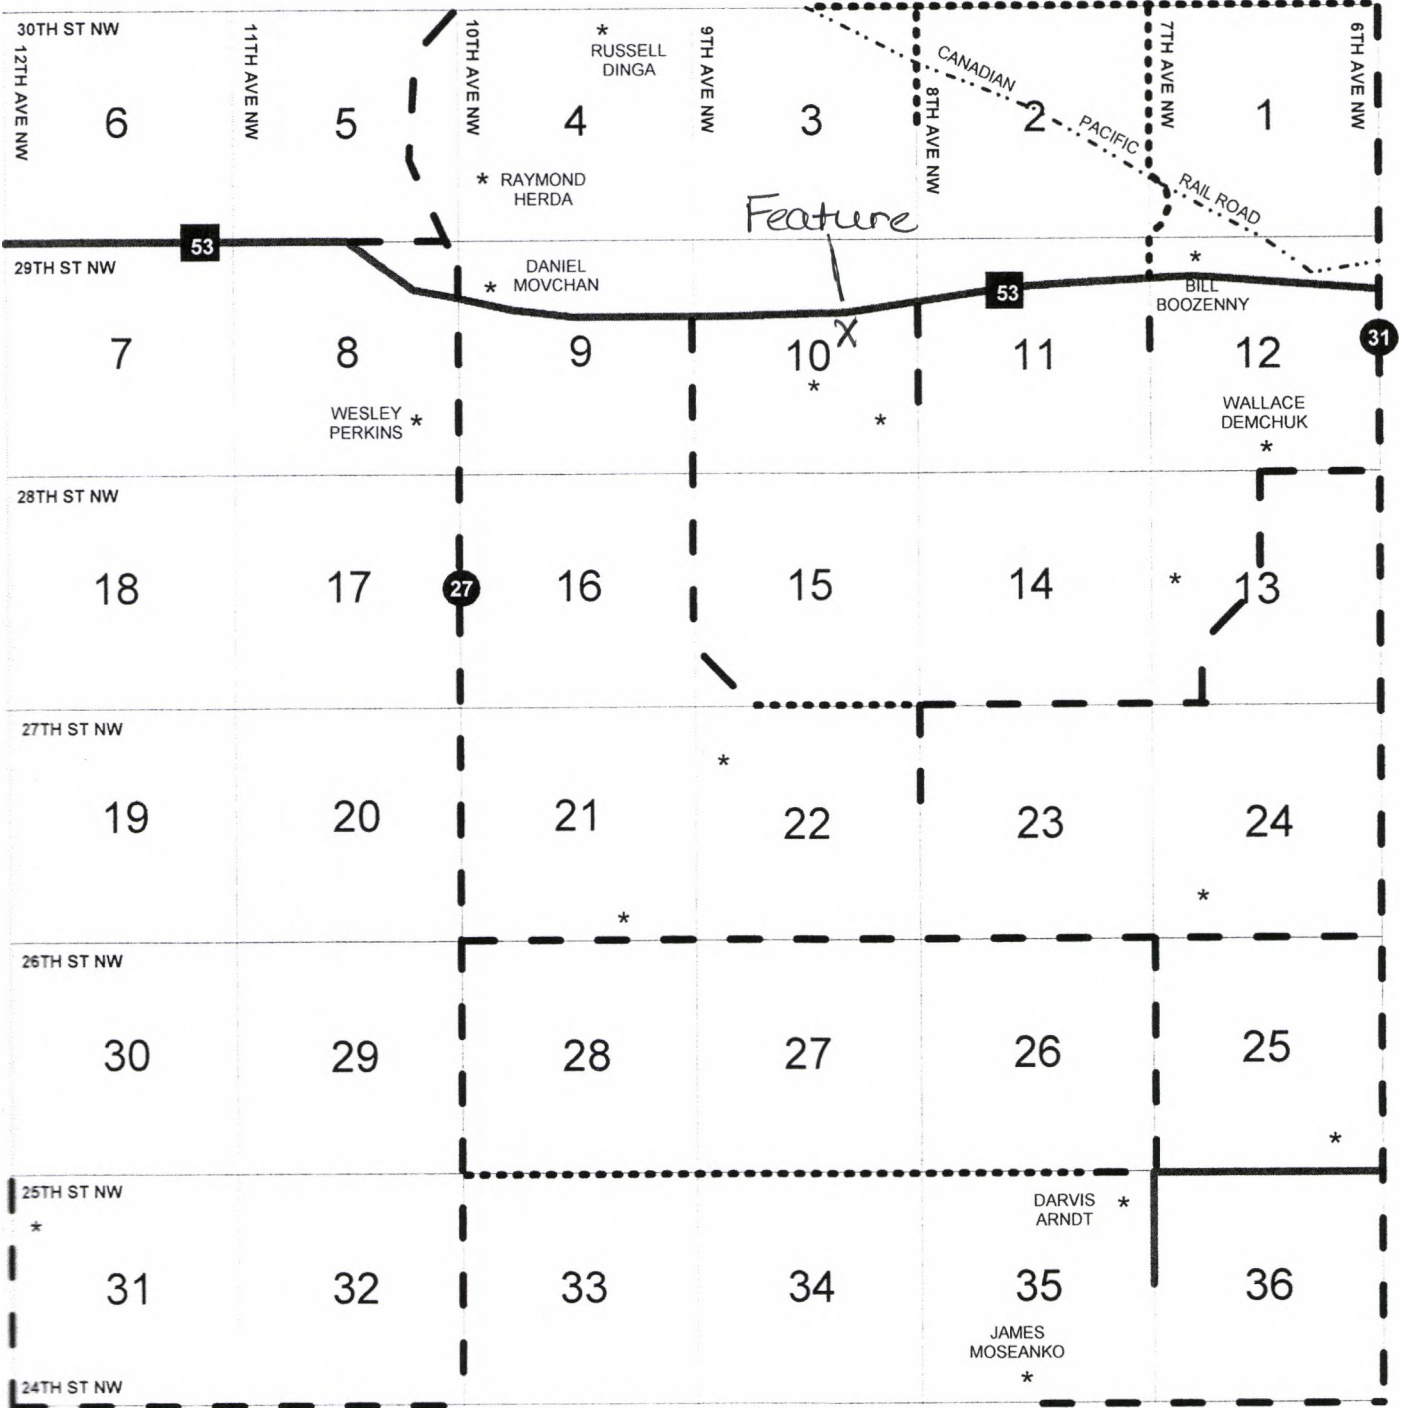 30TH ST NW
12TH AVE NW
11TH AVE NW
10TH AVE NW
9TH AVE NW
8TH AVE NW
7TH AVE NW
6TH AVE NW
* RUSSELL
DINGA
CANADIAN
PACIFIC
RAIL ROAD
6
5
4
3
2
1
* RAYMOND
HERDA
Feature
53
29TH ST NW
* DANIEL
MOVCHAN
53
*
BILL
BOOZENNY
X
31
7
8
9
10
11
12
*
*
WESLEY
PERKINS *
WALLACE
DEMCHUK
*
28TH ST NW
18
17
27
16
15
14
*
13
27TH ST NW
*
19
20
21
22
23
24
*
*
26TH ST NW
30
29
28
27
26
25
*
25TH ST NW
*
DARVIS
ARNDT *
31
32
33
34
35
36
JAMES
MOSEANKO
*
24TH ST NW